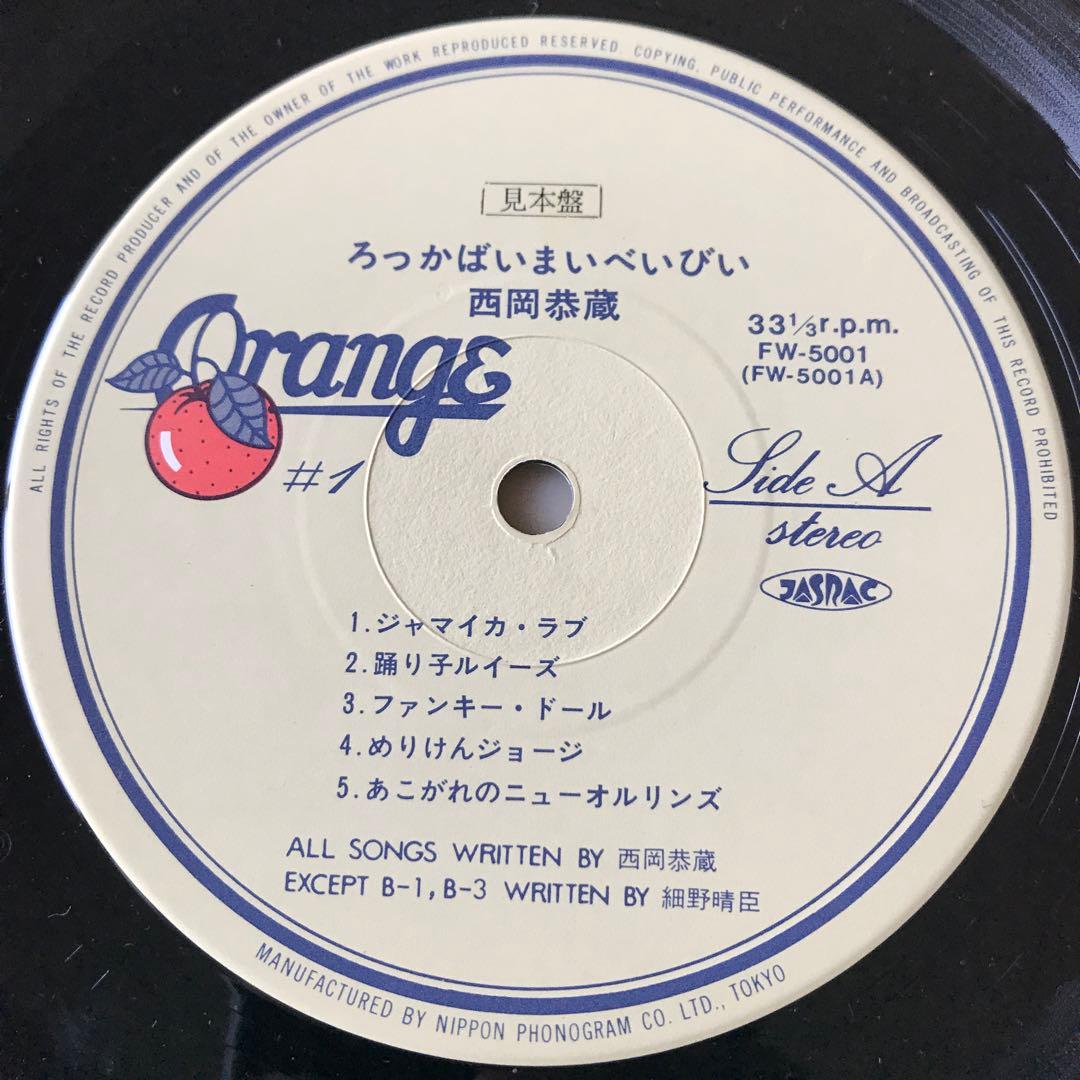 ALL RIGHTS OF THE RECORD PRODUCER AND OF THE OWNER OF THE WORK REPRODUCED RESERVED. COPYING, PUBLIC PERFORMANCE AND BROADCASTING OF THIS RECORD PROHIBITED
見本盤
ろっかばいまいべいびい
西岡恭蔵
Orange
#1
33⅓r.p.m.
FW-5001
(FW-5001A)
Side A
stereo
JASRAC
1.ジャマイカ・ラブ
2.踊り子ルイーズ
3.ファンキー・ドール
4.めりけんジョージ
5.あこがれのニューオルリンズ
ALL SONGS WRITTEN BY 西岡恭蔵
EXCEPT B-1, B-3 WRITTEN BY 細野晴臣
MANUFACTURED BY NIPPON PHONOGRAM CO. LTD., TOKYO